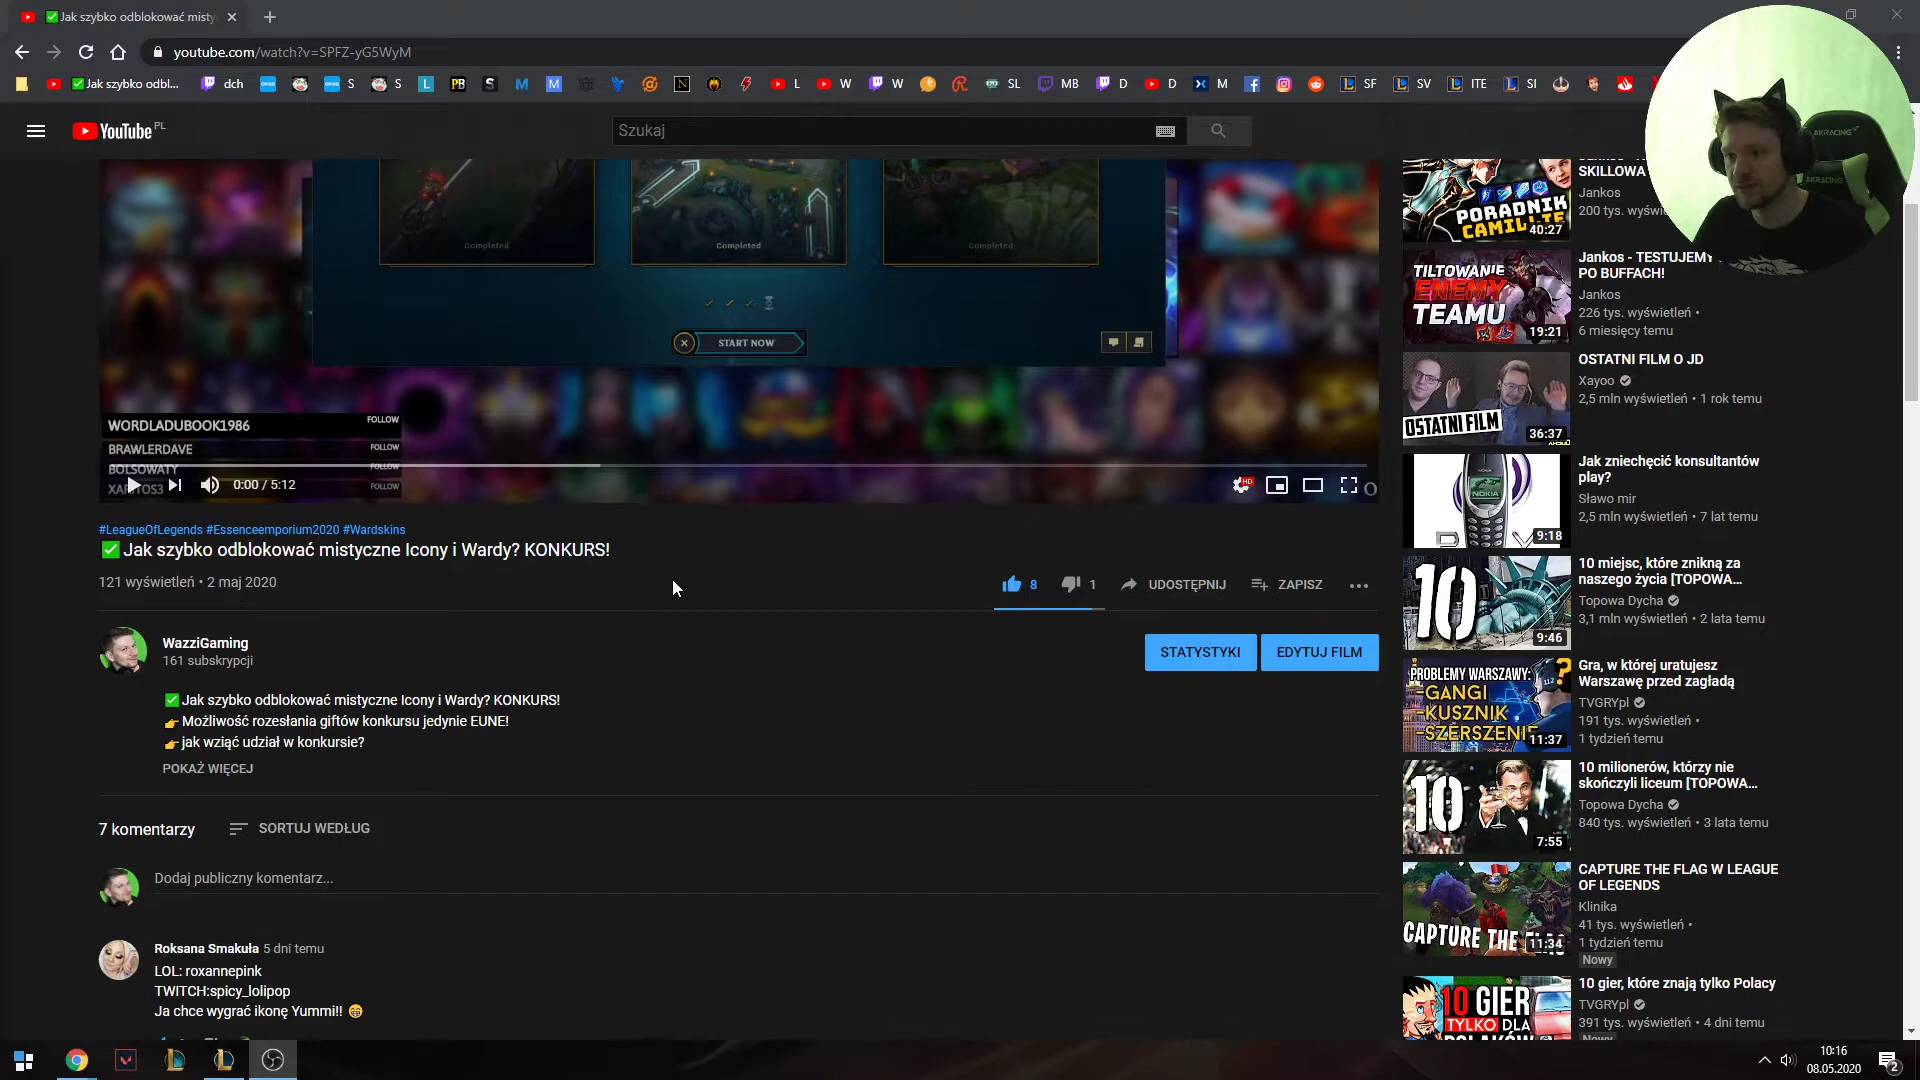 Jak szybko odblokować misty
youtube.com/watch?v=SPFZ-yG5WyM
Jak szybko odbl...
dch
S
S
L
PB
S
M
M
N
L
W
W
SL
MB
D
D
M
SF
SV
ITE
SI
YouTube PL
Szukaj
AKRACING
AKRACING
Completed
Completed
Completed
START NOW
WORDLADUBOOK1986 FOLLOW
BRAWLERDAVE FOLLOW
BOLSOWATY FOLLOW
FOLLOW
0:00 / 5:12
HD
#LeagueOfLegends #Essenceemporium2020 #Wardskins
✅Jak szybko odblokować mistyczne Icony i Wardy? KONKURS!
121 wyświetleń • 2 maj 2020
8
1
UDOSTĘPNIJ
ZAPISZ
WazziGaming
161 subskrypcji
STATYSTYKI
EDYTUJ FILM
✅Jak szybko odblokować mistyczne Icony i Wardy? KONKURS!
👉Możliwość rozesłania giftów konkursu jedynie EUNE!
👉jak wziąć udział w konkursie?
POKAŻ WIĘCEJ
7 komentarzy
SORTUJ WEDŁUG
Dodaj publiczny komentarz...
Roksana Smakuła 5 dni temu
LOL: roxannepink
TWITCH:spicy_lolipop
Ja chce wygrać ikonę Yummi!! 😁
PORADNIK
CAMILLE
40:27
SKILLOWA
Jankos
200 tys. wyświe
TILTOWANIE
ENEMY
TEAMU
19:21
Jankos - TESTUJEMY
PO BUFFACH!
Jankos
226 tys. wyświetleń •
6 miesięcy temu
OSTATNI FILM
36:37
OSTATNI FILM O JD
Xayoo
2,5 mln wyświetleń • 1 rok temu
NOKIA
9:18
Jak zniechęcić konsultantów
play?
Sławo mir
2,5 mln wyświetleń • 7 lat temu
10
9:46
10 miejsc, które znikną za
naszego życia [TOPOWA...
Topowa Dycha
3,1 mln wyświetleń • 2 lata temu
PROBLEMY WARSZAWY:
-GANGI
-KUSZNIK
-SZERSZENIE
112
?
11:37
Gra, w której uratujesz
Warszawę przed zagładą
TVGRYpl
191 tys. wyświetleń •
1 tydzień temu
10
7:55
10 milionerów, którzy nie
skończyli liceum [TOPOWA...
Topowa Dycha
840 tys. wyświetleń • 3 lata temu
CAPTURE THE
11:34
CAPTURE THE FLAG W LEAGUE
OF LEGENDS
Klinika
41 tys. wyświetleń •
1 tydzień temu
Nowy
10 GIER
TYLKO DLA
10 gier, które znają tylko Polacy
TVGRYpl
391 tys. wyświetleń • 4 dni temu
10:16
08.05.2020
2